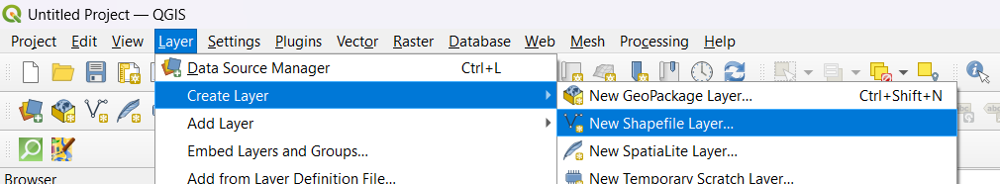 Untitled Project — QGIS
Project Edit View Layer Settings Plugins Vector Raster Database Web Mesh Processing Help
Data Source Manager Ctrl+L
Create Layer
New GeoPackage Layer... Ctrl+Shift+N
Add Layer
New Shapefile Layer...
Embed Layers and Groups...
New SpatiaLite Layer...
Browser
Add from Layer Definition File...
New Temporary Scratch Layer...